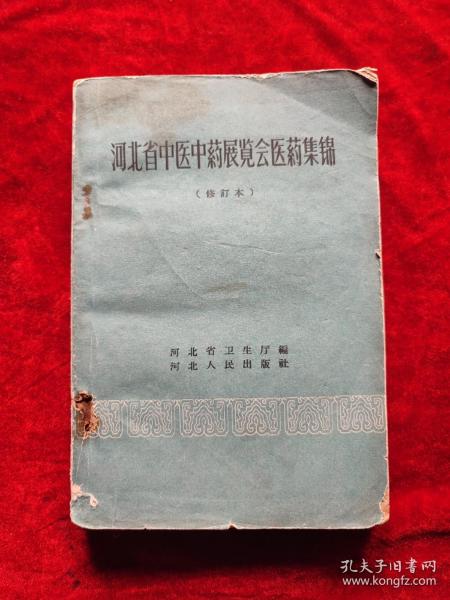 河北省中医中药展览会医药集锦
（修訂本）
河北省卫生厅編
河北人民出版社
孔夫子旧书网
www.kongfz.com